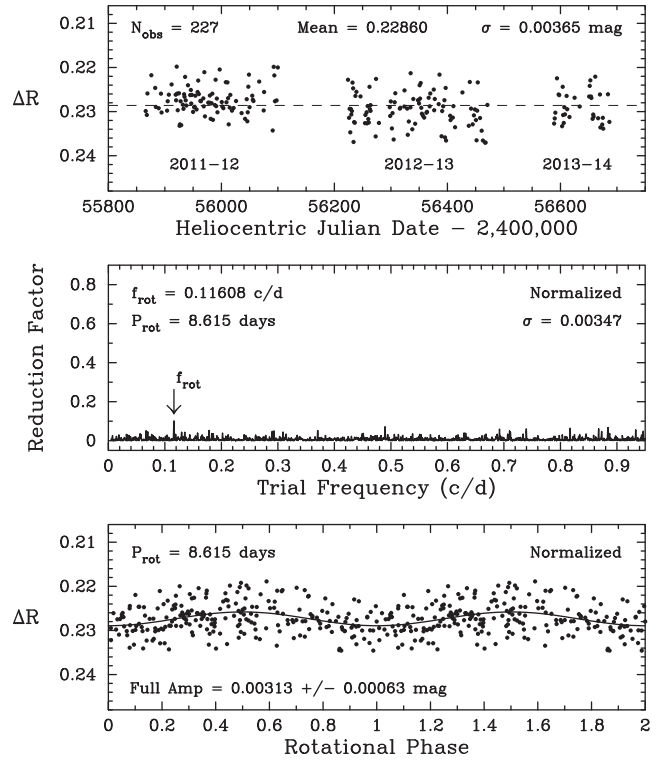 N_obs = 227 Mean = 0.22860 σ = 0.00365 mag
0.21
0.22
0.23
0.24
ΔR
2011−12 2012−13 2013−14
55800 56000 56200 56400 56600
Heliocentric Julian Date − 2,400,000
f_rot = 0.11608 c/d Normalized
P_rot = 8.615 days σ = 0.00347
f_rot
0.8
0.6
0.4
0.2
0
Reduction Factor
0 0.1 0.2 0.3 0.4 0.5 0.6 0.7 0.8 0.9
Trial Frequency (c/d)
P_rot = 8.615 days Normalized
0.21
0.22
0.23
0.24
ΔR
Full Amp = 0.00313 +/− 0.00063 mag
0 0.2 0.4 0.6 0.8 1 1.2 1.4 1.6 1.8 2
Rotational Phase